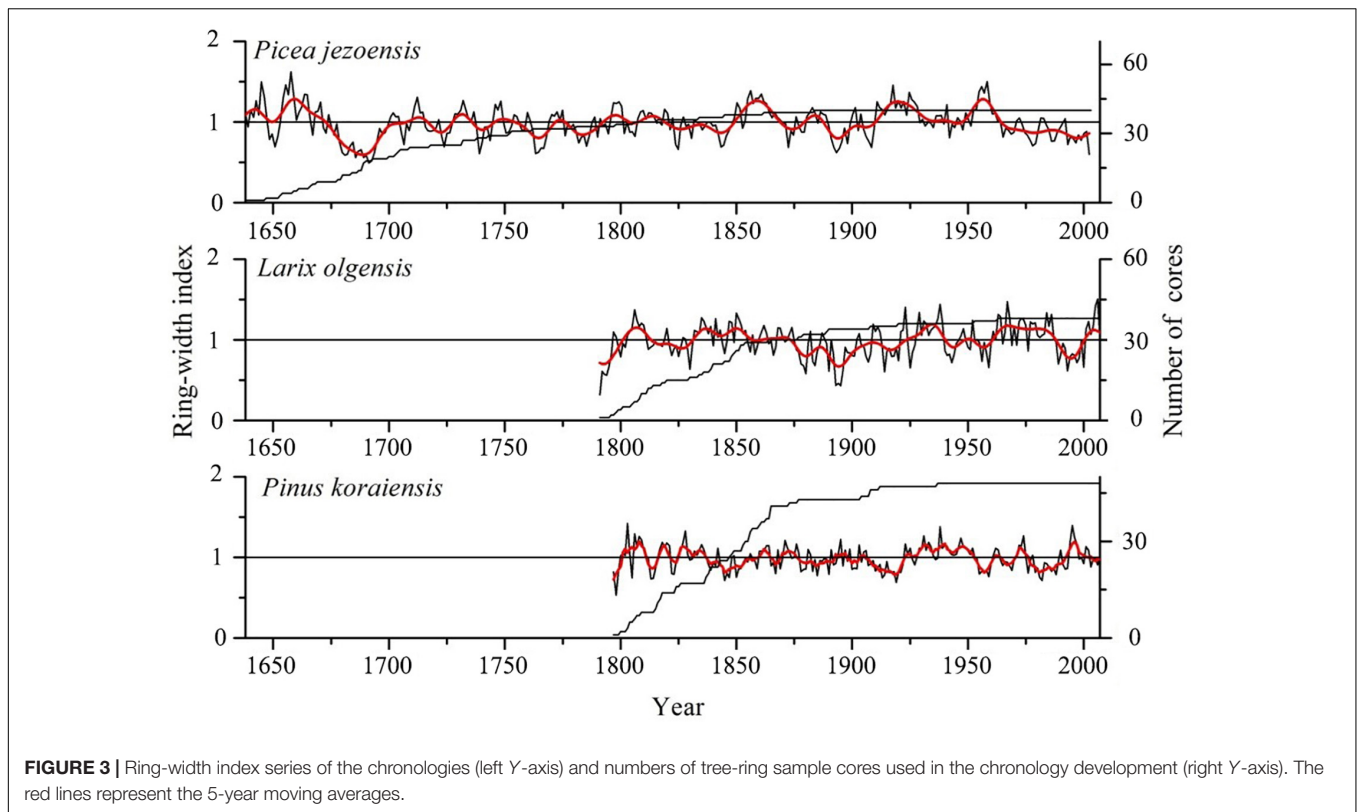 Picea jezoensis
2
1
0
60
30
0
1650 1700 1750 1800 1850 1900 1950 2000
Larix olgensis
2
1
0
60
30
0
1650 1700 1750 1800 1850 1900 1950 2000
Pinus koraiensis
2
1
0
30
0
1650 1700 1750 1800 1850 1900 1950 2000
Ring-width index
Number of cores
Year
FIGURE 3 | Ring-width index series of the chronologies (left Y-axis) and numbers of tree-ring sample cores used in the chronology development (right Y-axis). The
red lines represent the 5-year moving averages.